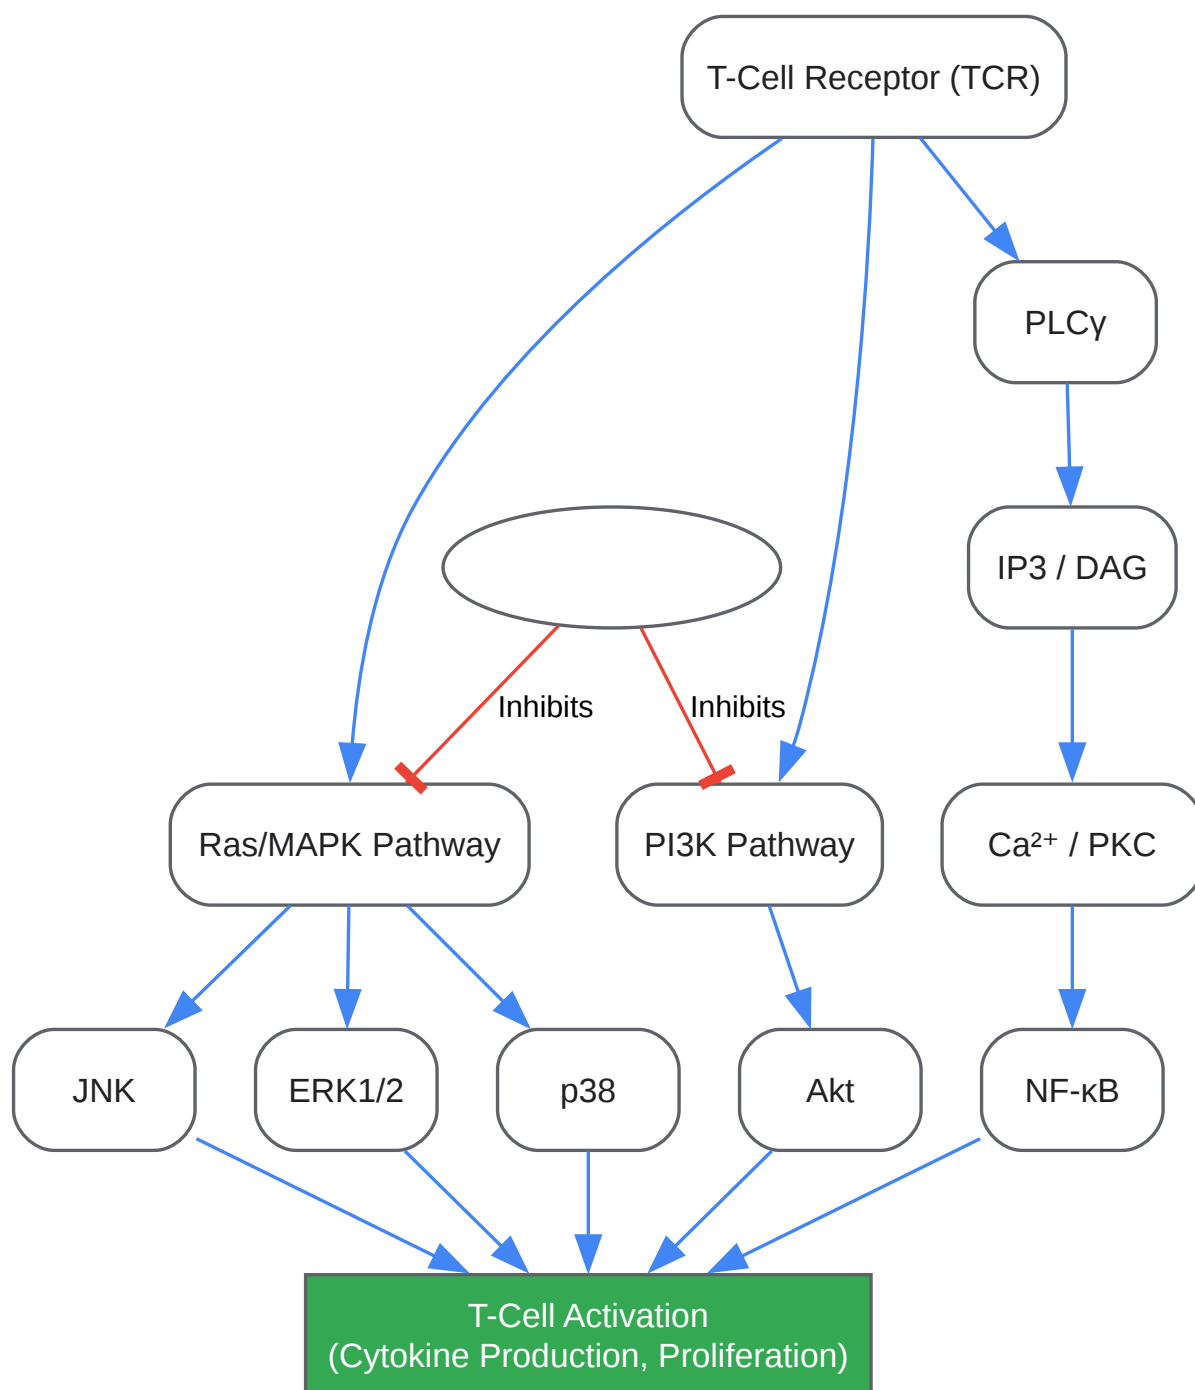 T-Cell Receptor (TCR)
PLCγ
IP3 / DAG
Inhibits
Inhibits
Ras/MAPK Pathway
PI3K Pathway
Ca²⁺ / PKC
JNK
ERK1/2
p38
Akt
NF-κB
T-Cell Activation
(Cytokine Production, Proliferation)